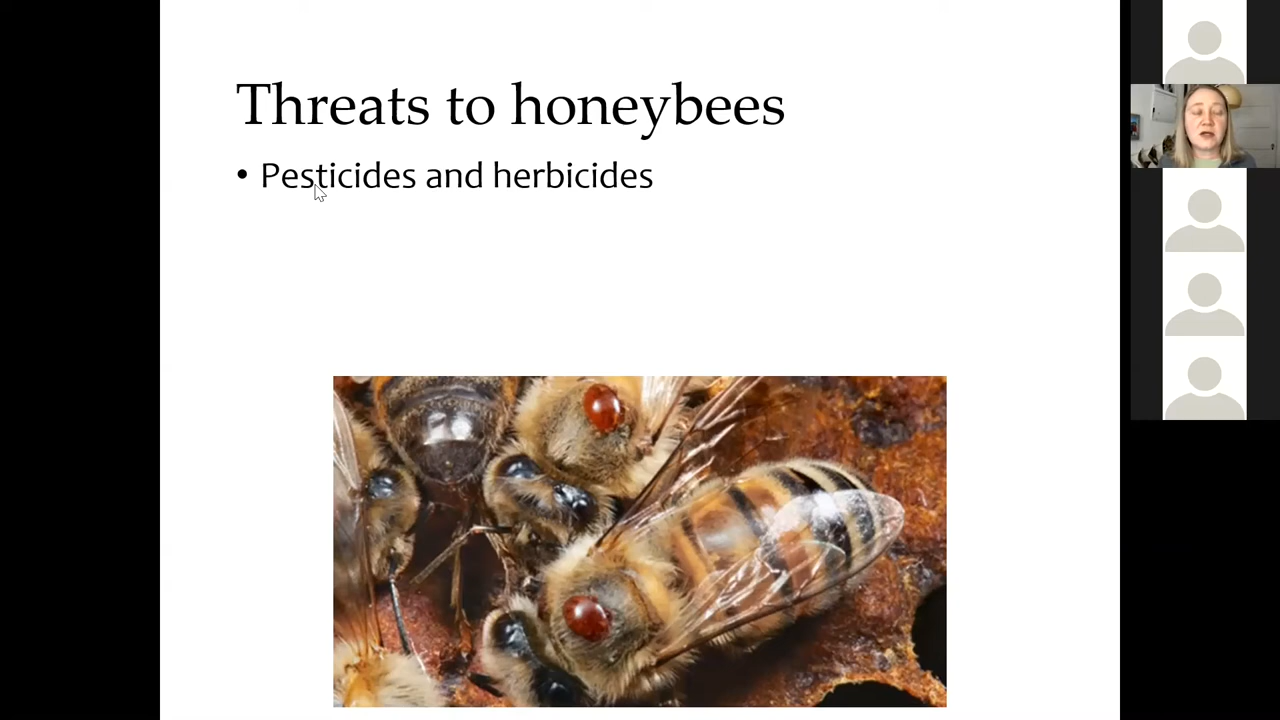 Threats to honeybees
• Pesticides and herbicides